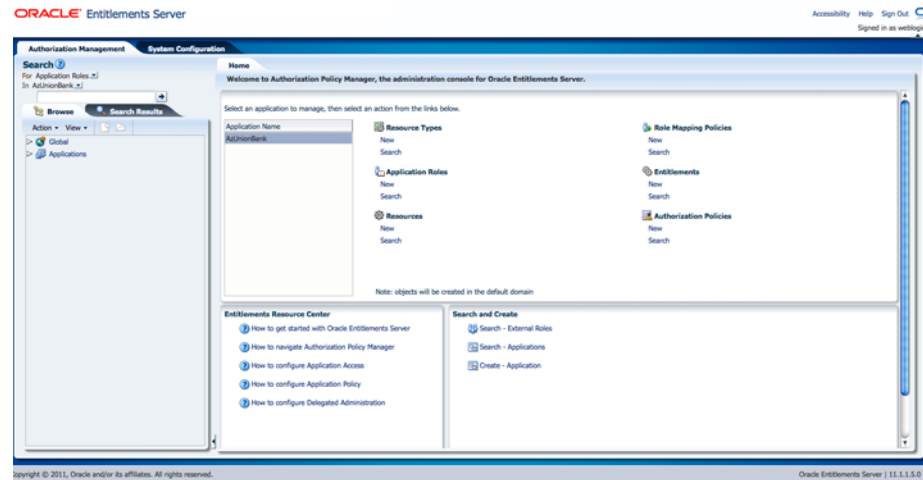 ORACLE Entitlements Server
Accessibility Help Sign Out
Signed in as weblogic
Authorization Management System Configuration
Search
For Application Roles
In AzUnionBank
Browse Search Results
Action View
Global
Applications
Home
Welcome to Authorization Policy Manager, the administration console for Oracle Entitlements Server.
Select an application to manage, then select an action from the links below.
Application Name
AzUnionBank
Resource Types
New
Search
Role Mapping Policies
New
Search
Application Roles
New
Search
Entitlements
New
Search
Resources
New
Search
Authorization Policies
New
Search
Note: objects will be created in the default domain
Entitlements Resource Center
How to get started with Oracle Entitlements Server
How to navigate Authorization Policy Manager
How to configure Application Access
How to configure Application Policy
How to configure Delegated Administration
Search and Create
Search - External Roles
Search - Applications
Create - Application
Copyright © 2011, Oracle and/or its affiliates. All rights reserved.
Oracle Entitlements Server | 11.1.1.5.0